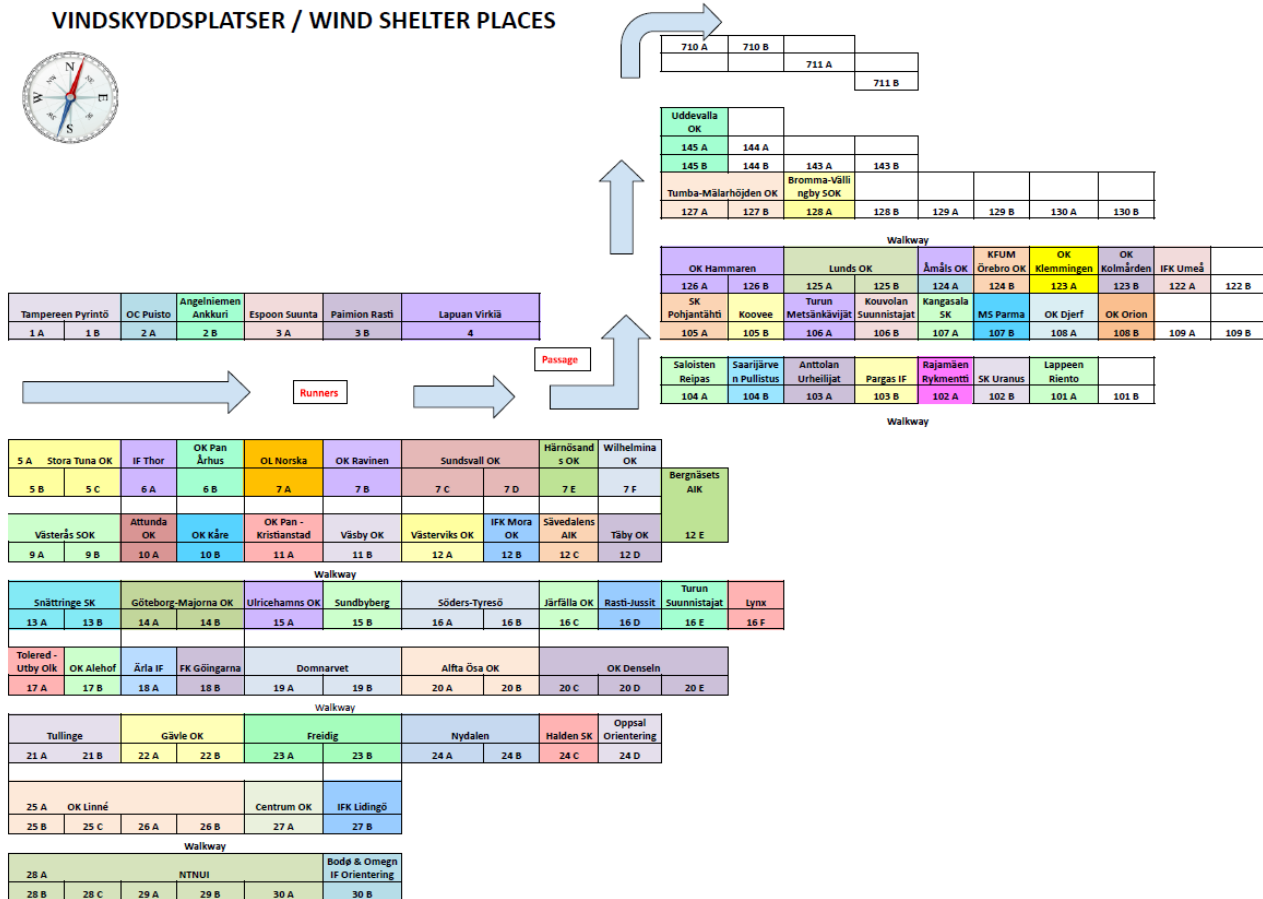 VINDSKYDDSPLATSER / WIND SHELTER PLACES
N
NE
E
S
SW
W
NW
710 A 710 B
711 A
711 B
Uddevalla
OK
145 A 144 A
145 B 144 B 143 A 143 B
Tumba-Mälarhöjden OK Bromma-Välli
ngby SOK
127 A 127 B 128 A 128 B 129 A 129 B 130 A 130 B
Walkway
OK Hammaren Lunds OK Åmåls OK KFUM
Örebro OK OK
Klemmingen OK
Kolmården IFK Umeå
126 A 126 B 125 A 125 B 124 A 124 B 123 A 123 B 122 A 122 B
SK
Pohjantähti Koovee Turun
Metsänkävijät Kouvolan
Suunnistajat Kangasala
SK MS Parma OK Djerf OK Orion
105 A 105 B 106 A 106 B 107 A 107 B 108 A 108 B 109 A 109 B
Saloisten
Reipas Saarijärve
n Pullistus Anttolan
Urheilijat Pargas IF Rajamäen
Rykmentti SK Uranus Lappeen
Riento
104 A 104 B 103 A 103 B 102 A 102 B 101 A 101 B
Walkway
Tampereen Pyrintö OC Puisto Angelniemen
Ankkuri Espoon Suunta Paimion Rasti Lapuan Virkiä
1 A 1 B 2 A 2 B 3 A 3 B 4
Passage
Runners
5 A Stora Tuna OK IF Thor OK Pan
Århus OL Norska OK Ravinen Sundsvall OK Härnösand
s OK Wilhelmina
OK
5 B 5 C 6 A 6 B 7 A 7 B 7 C 7 D 7 E 7 F Bergnäsets
AIK
Västerås SOK Attunda
OK OK Kåre OK Pan -
Kristianstad Väsby OK Västerviks OK IFK Mora
OK Sävedalens
AIK Täby OK 12 E
9 A 9 B 10 A 10 B 11 A 11 B 12 A 12 B 12 C 12 D
Walkway
Snättringe SK Göteborg-Majorna OK Ulricehamns OK Sundbyberg Söders-Tyresö Järfälla OK Rasti-Jussit Turun
Suunnistajat Lynx
13 A 13 B 14 A 14 B 15 A 15 B 16 A 16 B 16 C 16 D 16 E 16 F
Tolered -
Utby Olk OK Alehof Ärla IF FK Göingarna Domnarvet Alfta Ösa OK OK Denseln
17 A 17 B 18 A 18 B 19 A 19 B 20 A 20 B 20 C 20 D 20 E
Walkway
Tullinge Gävle OK Freidig Nydalen Halden SK Oppsal
Orientering
21 A 21 B 22 A 22 B 23 A 23 B 24 A 24 B 24 C 24 D
25 A OK Linné Centrum OK IFK Lidingö
25 B 25 C 26 A 26 B 27 A 27 B
Walkway
28 A NTNUI Bodø & Omegn
IF Orientering
28 B 28 C 29 A 29 B 30 A 30 B